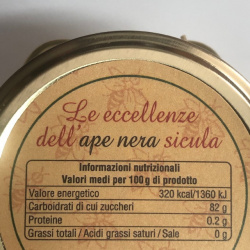 Le eccellenze
dell'ape nera sicula
Informazioni nutrizionali
Valori medi per 100g di prodotto
Valore energetico 320 kcal/1360 kJ
Carboidrati di cui zuccheri 82 g
Proteine 0.2 g
Grassi totali / Acidi grassi saturi / Sale 0 g